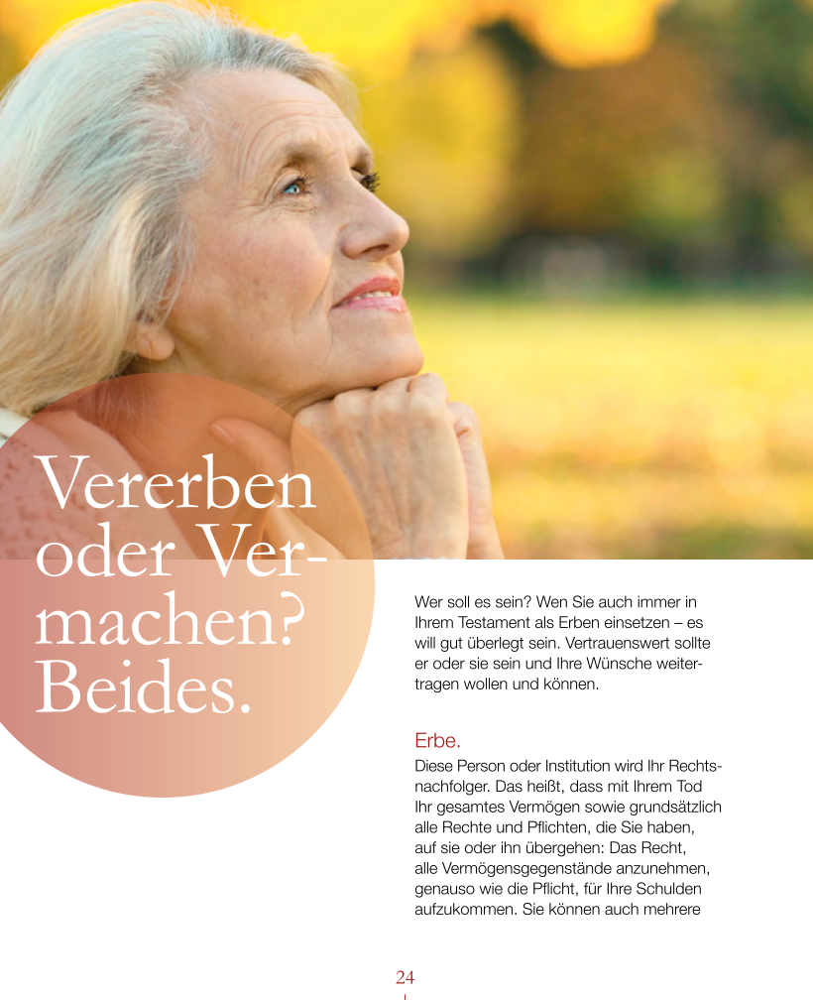 Vererben
oder Ver-
machen?
Beides.
Wer soll es sein? Wen Sie auch immer in
Ihrem Testament als Erben einsetzen – es
will gut überlegt sein. Vertrauenswert sollte
er oder sie sein und Ihre Wünsche weiter-
tragen wollen und können.
Erbe.
Diese Person oder Institution wird Ihr Rechts-
nachfolger. Das heißt, dass mit Ihrem Tod
Ihr gesamtes Vermögen sowie grundsätzlich
alle Rechte und Pflichten, die Sie haben,
auf sie oder ihn übergehen: Das Recht,
alle Vermögensgegenstände anzunehmen,
genauso wie die Pflicht, für Ihre Schulden
aufzukommen. Sie können auch mehrere
24